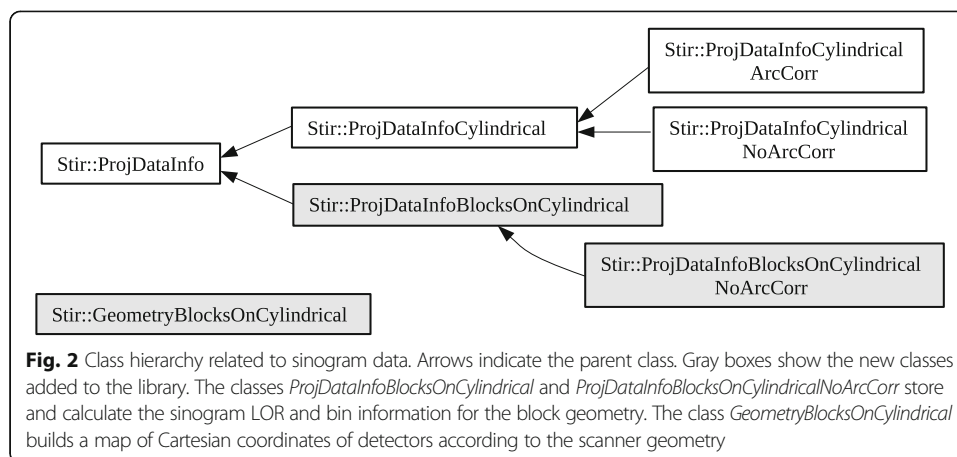 Stir::ProjDataInfoCylindrical
ArcCorr
Stir::ProjDataInfoCylindrical
Stir::ProjDataInfoCylindrical
NoArcCorr
Stir::ProjDataInfo
Stir::ProjDataInfoBlocksOnCylindrical
Stir::ProjDataInfoBlocksOnCylindrical
NoArcCorr
Stir::GeometryBlocksOnCylindrical
Fig. 2 Class hierarchy related to sinogram data. Arrows indicate the parent class. Gray boxes show the new classes
added to the library. The classes ProjDataInfoBlocksOnCylindrical and ProjDataInfoBlocksOnCylindricalNoArcCorr store
and calculate the sinogram LOR and bin information for the block geometry. The class GeometryBlocksOnCylindrical
builds a map of Cartesian coordinates of detectors according to the scanner geometry